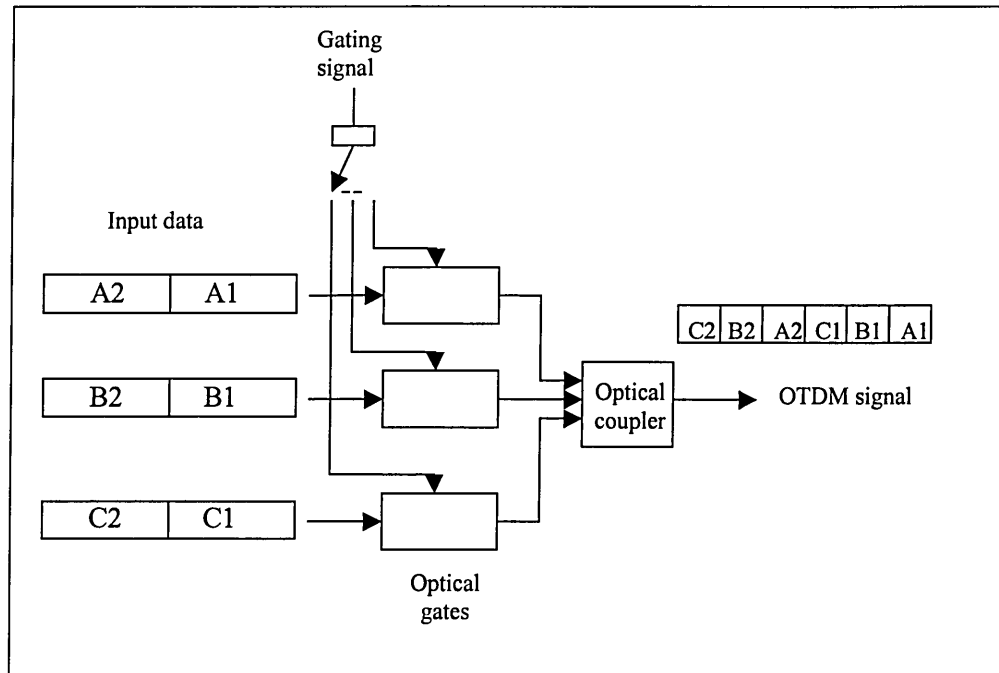 Gating
signal
Input data
A2 A1
C2 B2 A2 C1 B1 A1
B2 B1
Optical
coupler
OTDM signal
C2 C1
Optical
gates